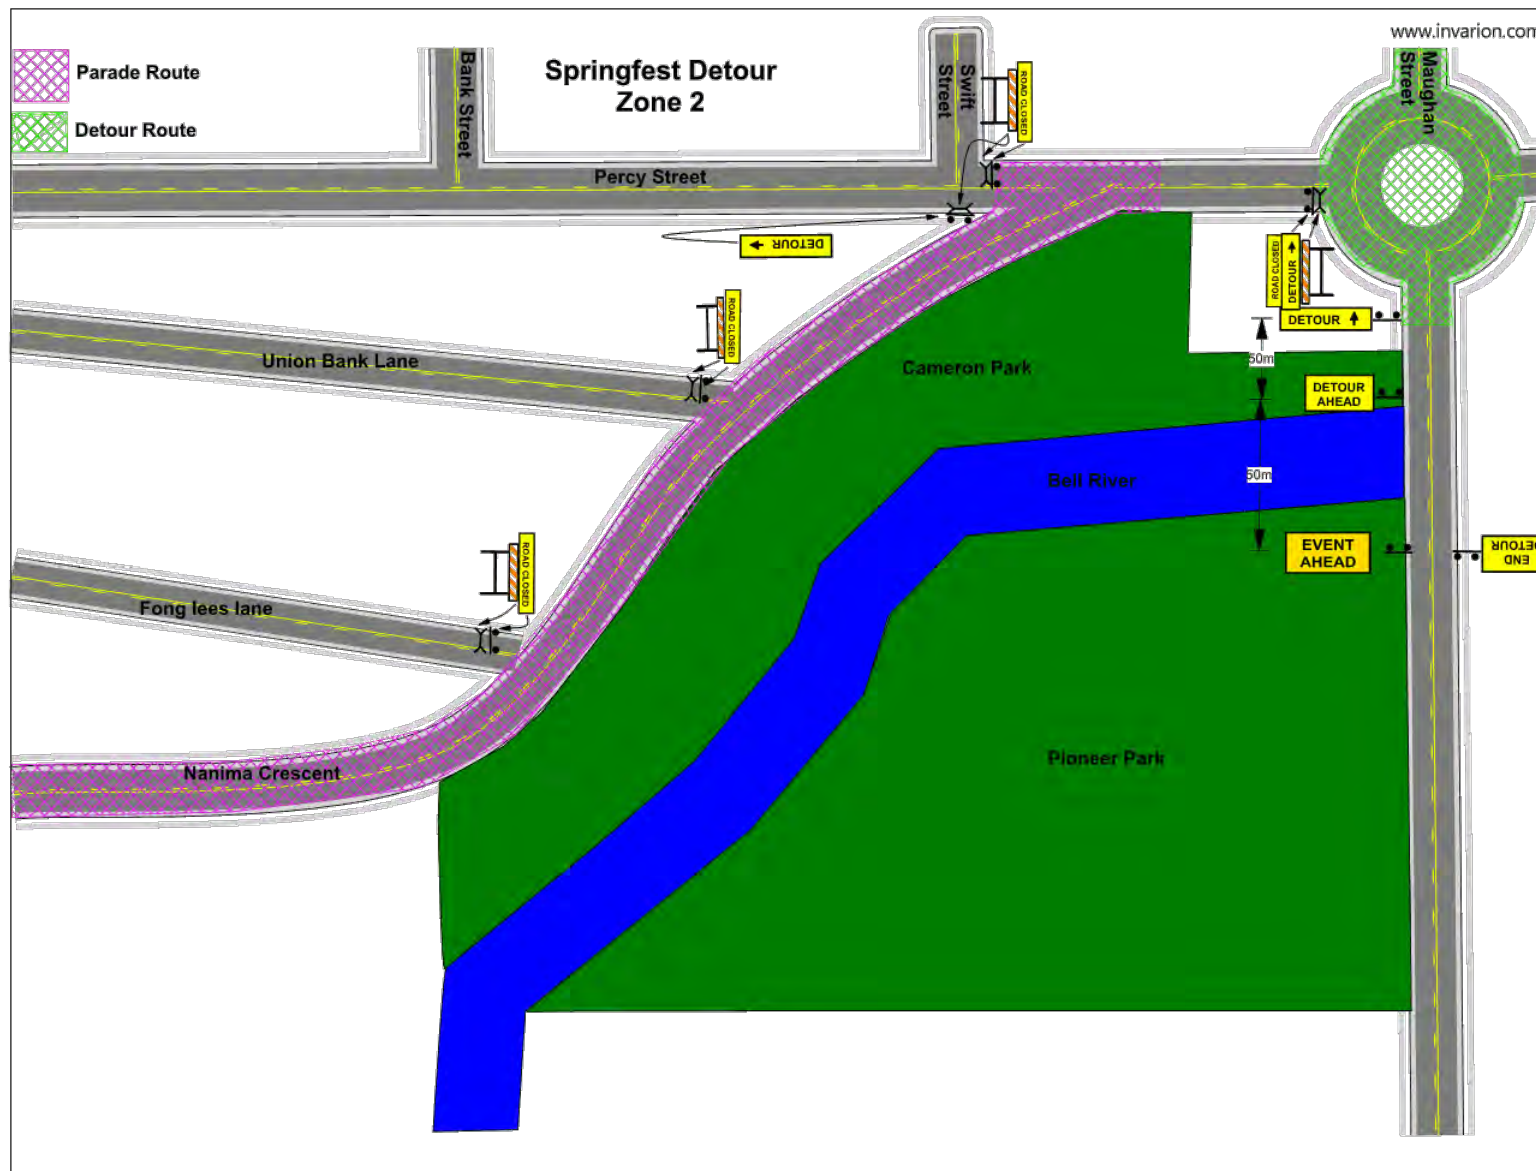 www.invarion.com
Parade Route
Detour Route
Springfest Detour
Zone 2
Bank Street
Swift
Street
Maughan
Street
ROAD CLOSED
Percy Street
DETOUR
ROAD CLOSED
DETOUR
DETOUR
ROAD CLOSED
Union Bank Lane
Cameron Park
50m
DETOUR
AHEAD
Bell River
50m
EVENT
AHEAD
END
DETOUR
ROAD CLOSED
Fong lees lane
Pioneer Park
Nanima Crescent